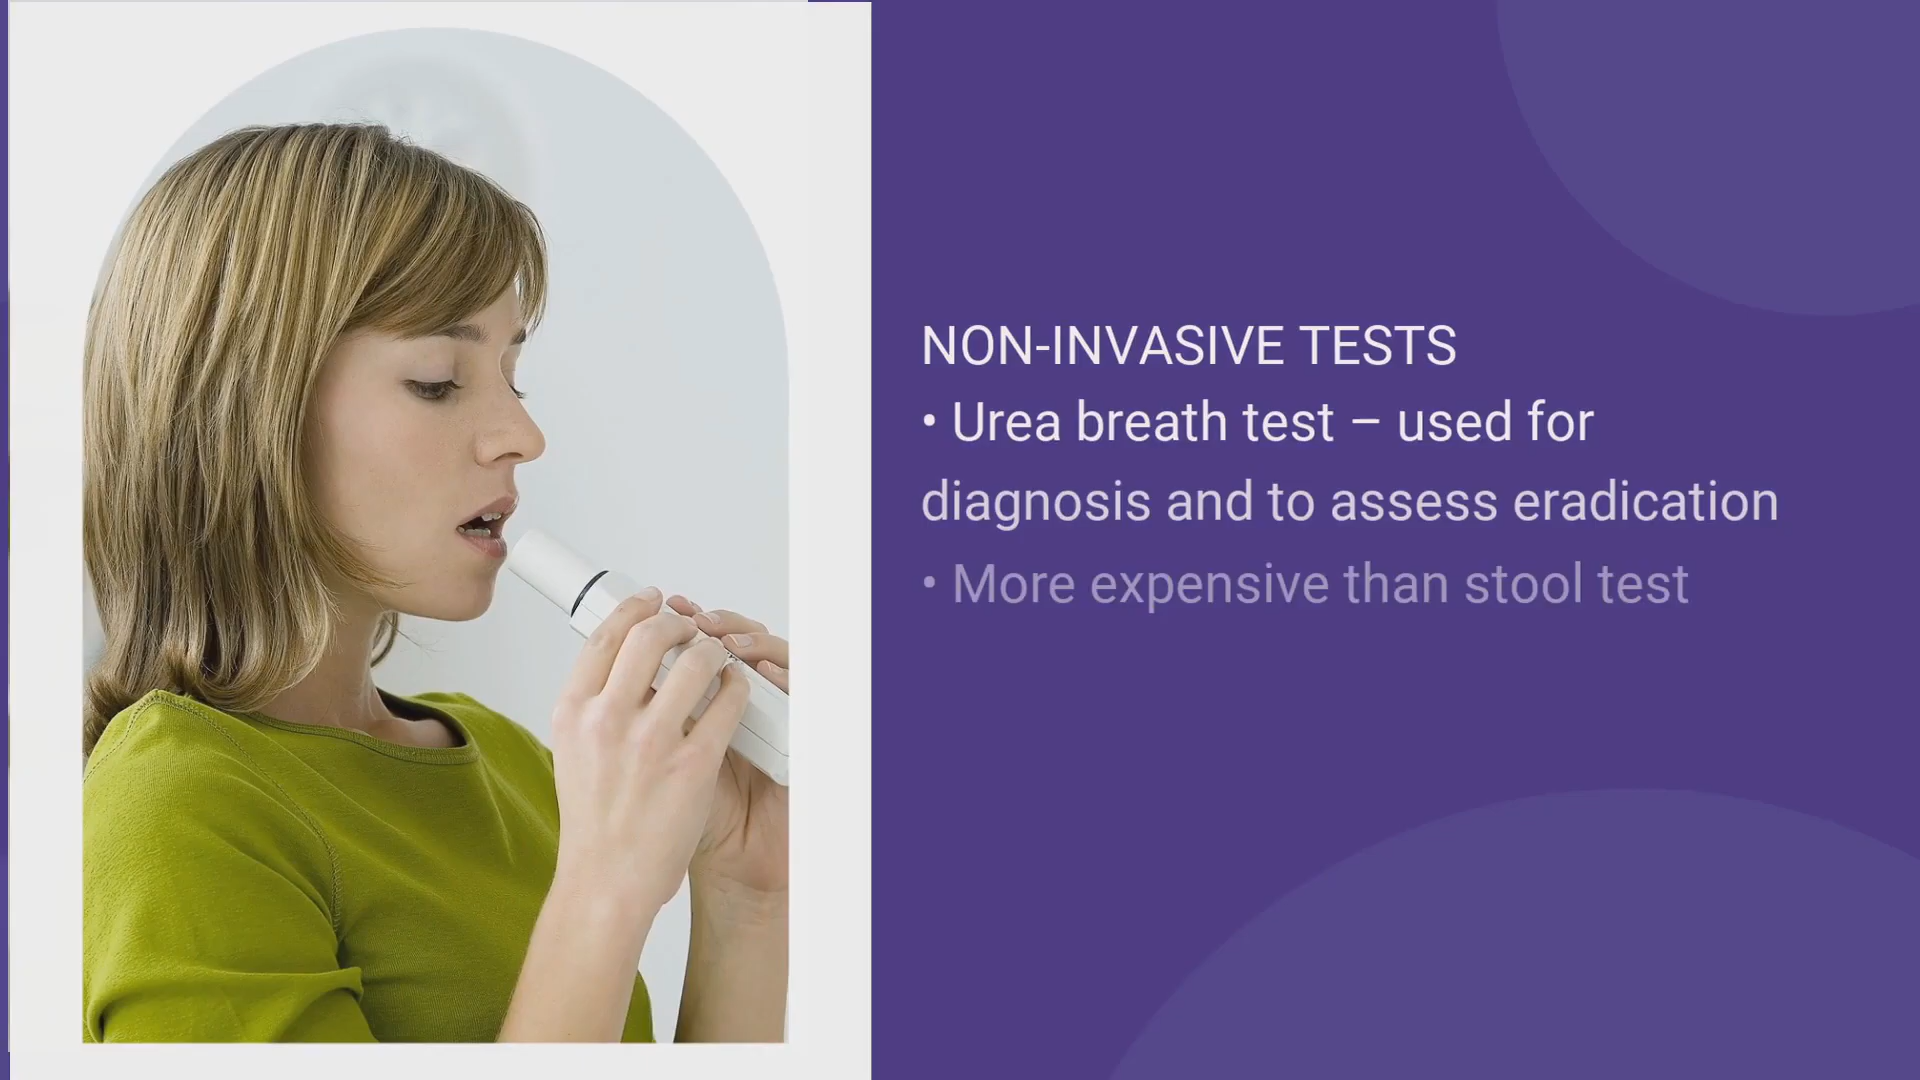 NON-INVASIVE TESTS
• Urea breath test – used for
diagnosis and to assess eradication
• More expensive than stool test